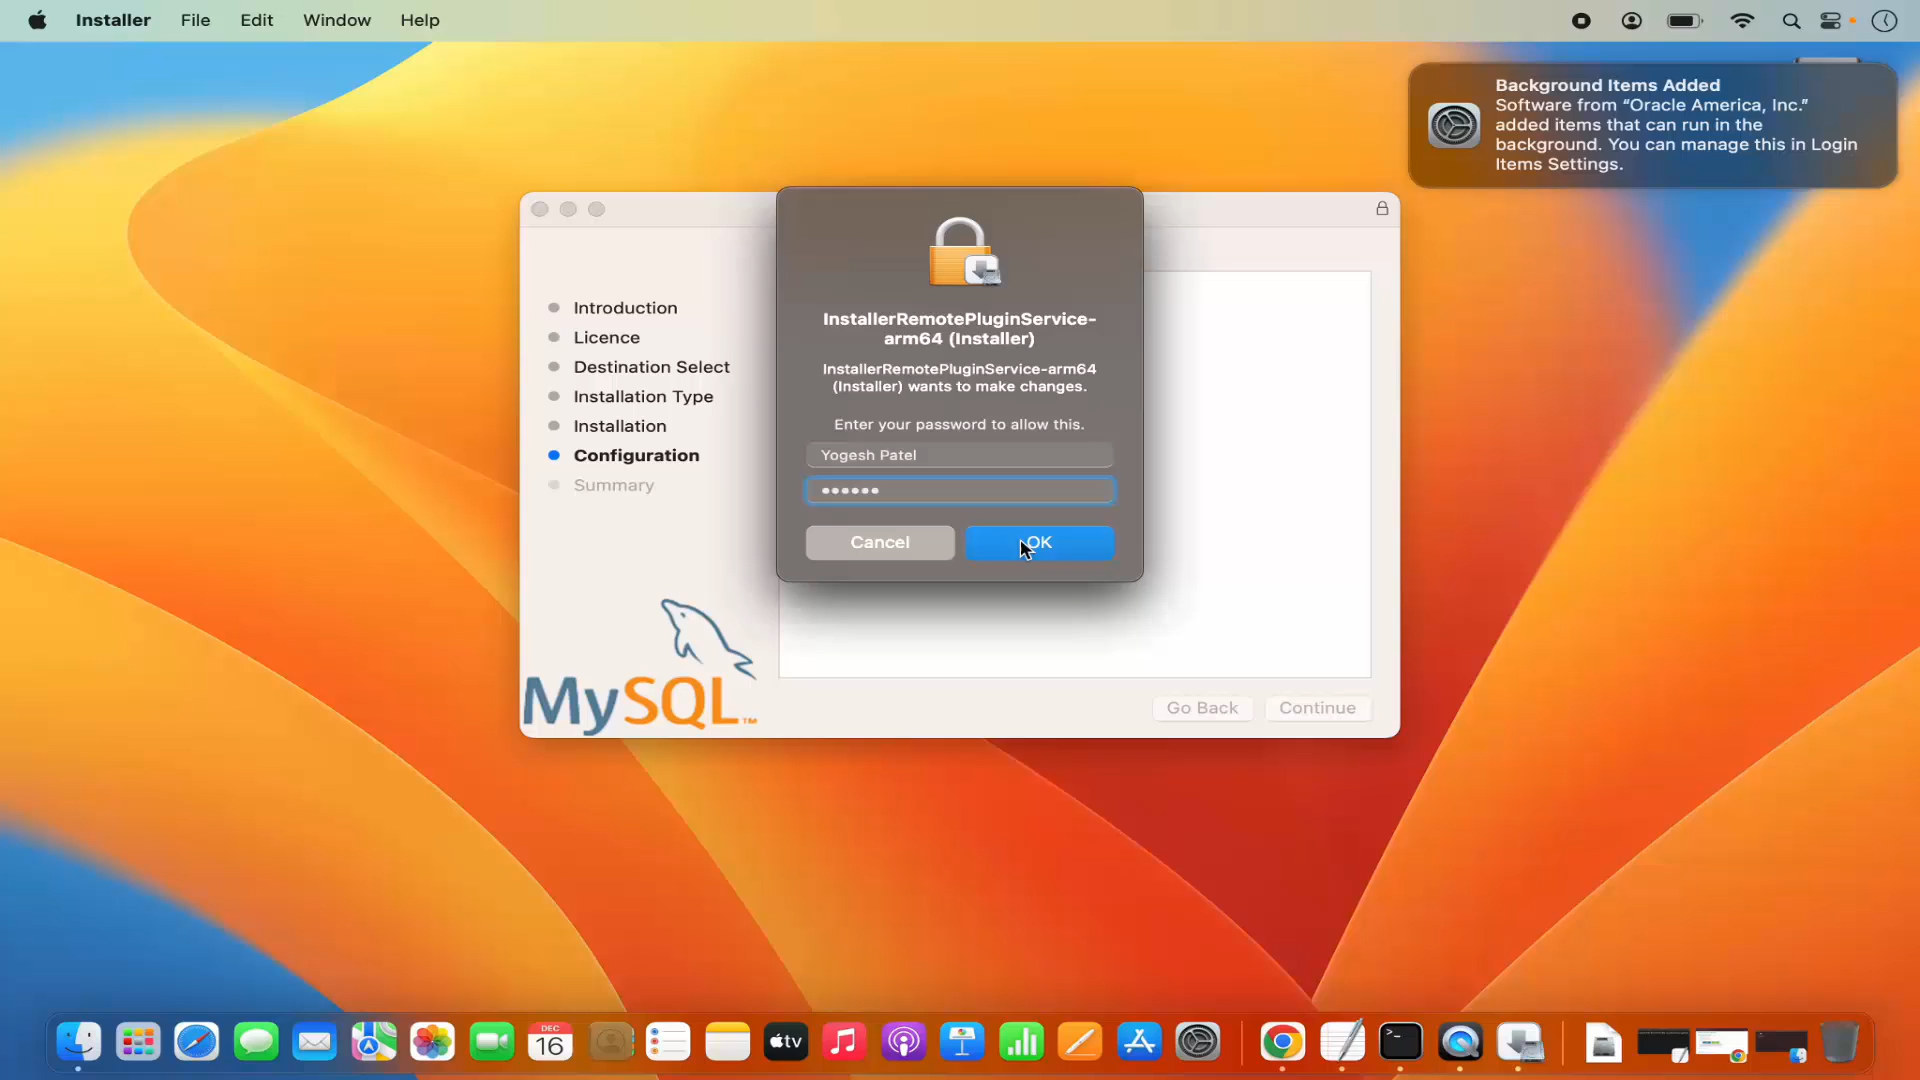 Installer File Edit Window Help
Background Items Added
Software from “Oracle America, Inc.”
added items that can run in the
background. You can manage this in Login
Items Settings.
InstallerRemotePluginService-
arm64 (Installer)
InstallerRemotePluginService-arm64
(Installer) wants to make changes.
Enter your password to allow this.
Yogesh Patel
••••••
Cancel OK
Introduction
Licence
Destination Select
Installation Type
Installation
Configuration
Summary
MySQL™
Go Back Continue
DEC
16
tv
>_